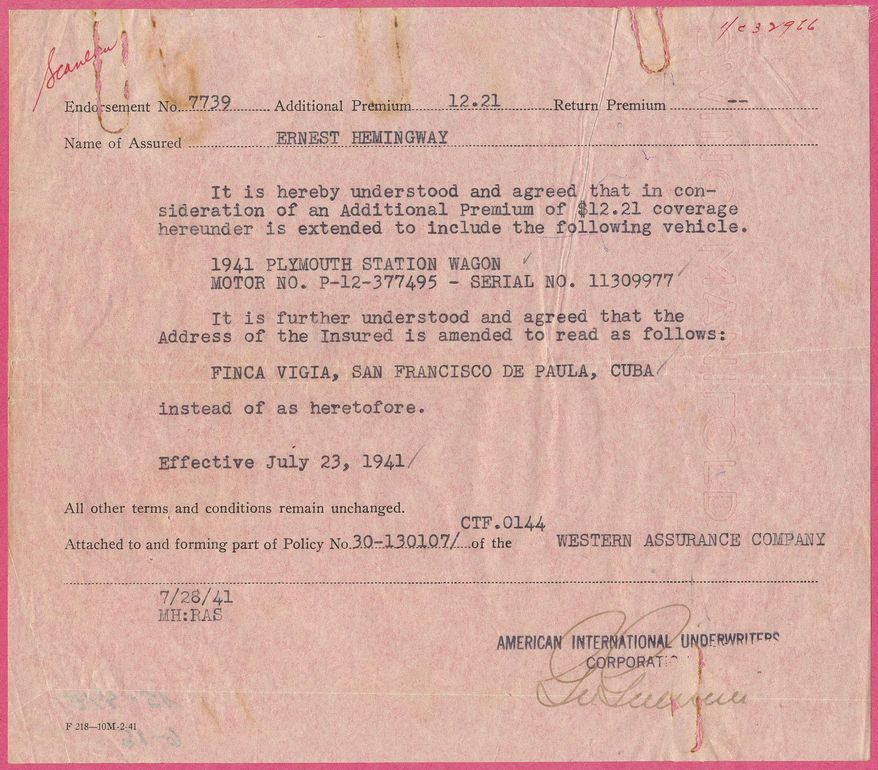 1/c32966
Endorsement No. 7739 Additional Premium 12.21 Return Premium --
Name of Assured ERNEST HEMINGWAY
It is hereby understood and agreed that in con-
sideration of an Additional Premium of $12.21 coverage
hereunder is extended to include the following vehicle.
1941 PLYMOUTH STATION WAGON
MOTOR NO. P-12-377495 - SERIAL NO. 11309977
It is further understood and agreed that the
Address of the Insured is amended to read as follows:
FINCA VIGIA, SAN FRANCISCO DE PAULA, CUBA
instead of as heretofore.
Effective July 23, 1941
All other terms and conditions remain unchanged.
CTF.0144
Attached to and forming part of Policy No. 30-130107/ of the WESTERN ASSURANCE COMPANY
7/28/41
MH:RAS
AMERICAN INTERNATIONAL UNDERWRITERS
CORPORATI
F 218—10M-2-41